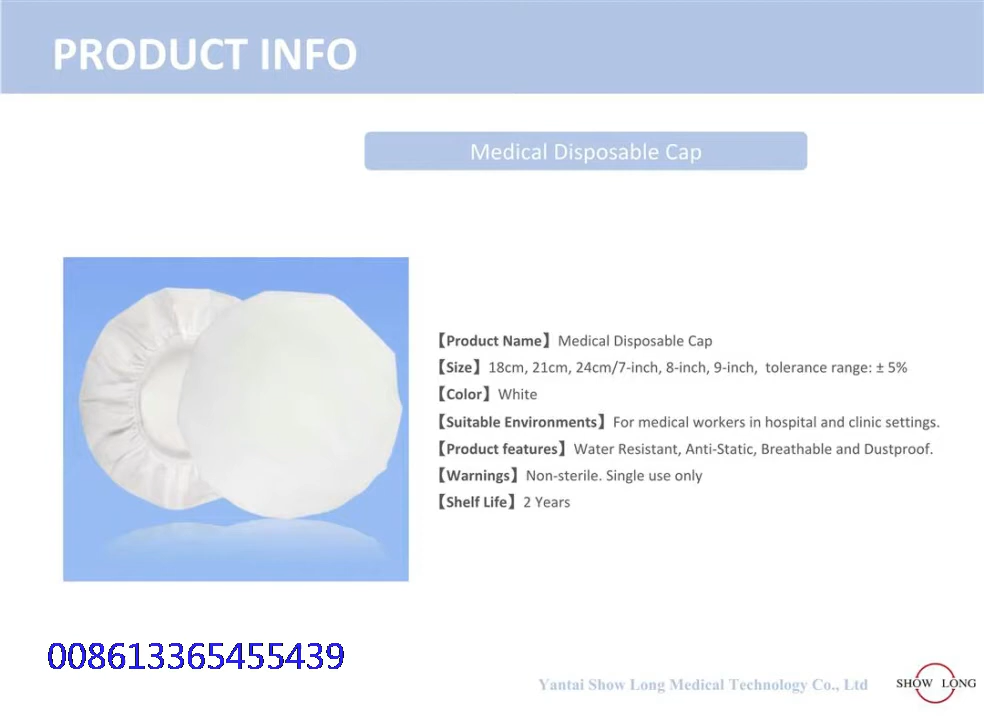 PRODUCT INFO
Medical Disposable Cap
【Product Name】Medical Disposable Cap
【Size】18cm, 21cm, 24cm/7-inch, 8-inch, 9-inch, tolerance range: ± 5%
【Color】White
【Suitable Environments】For medical workers in hospital and clinic settings.
【Product features】Water Resistant, Anti-Static, Breathable and Dustproof.
【Warnings】Non-sterile. Single use only
【Shelf Life】2 Years
008613365455439
Yantai Show Long Medical Technology Co., Ltd
SHOW LONG